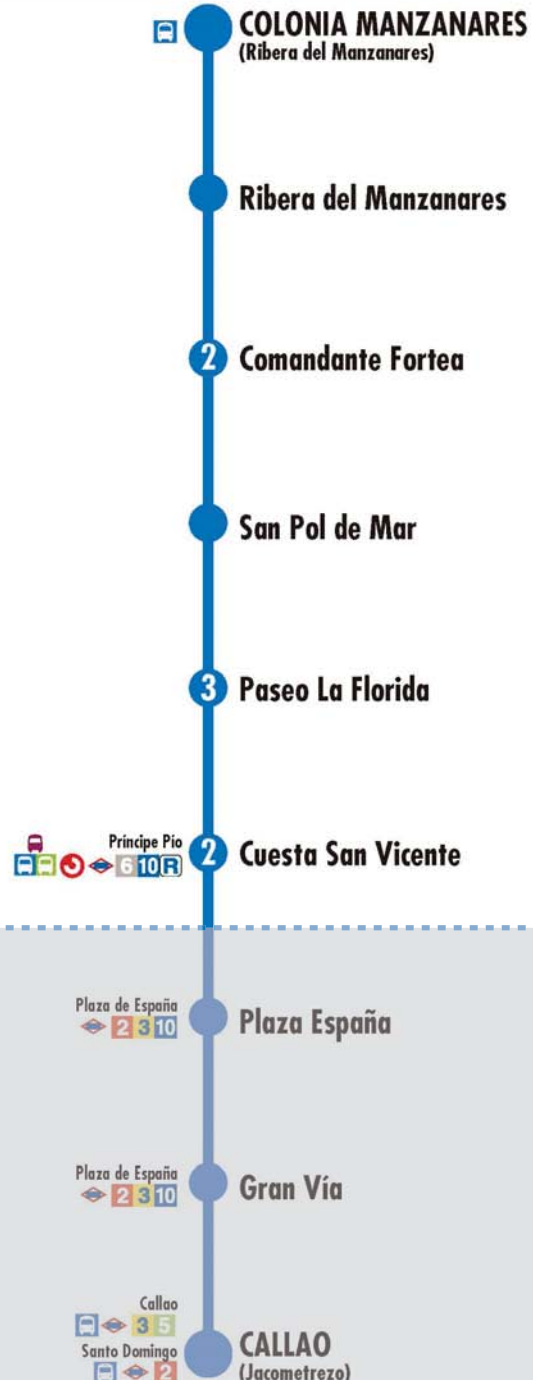 COLONIA MANZANARES
(Ribera del Manzanares)
Ribera del Manzanares
2 Comandante Fortea
San Pol de Mar
3 Paseo La Florida
Príncipe Pío
6 10 R 2 Cuesta San Vicente
Plaza de España
2 3 10 Plaza España
Plaza de España
2 3 10 Gran Vía
Callao
3 5
Santo Domingo
2
CALLAO
(Jacometrezo)